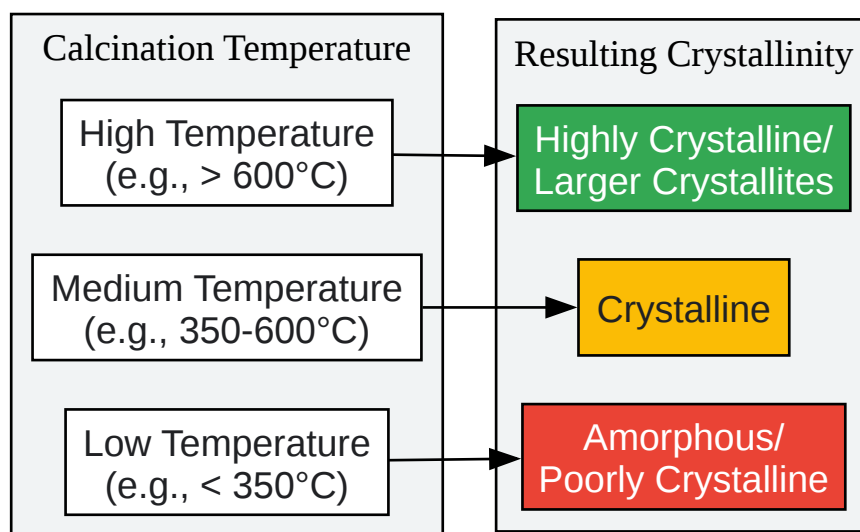 Calcination Temperature
High Temperature
(e.g., > 600°C)
Medium Temperature
(e.g., 350-600°C)
Low Temperature
(e.g., < 350°C)
Resulting Crystallinity
Highly Crystalline/
Larger Crystallites
Crystalline
Amorphous/
Poorly Crystalline